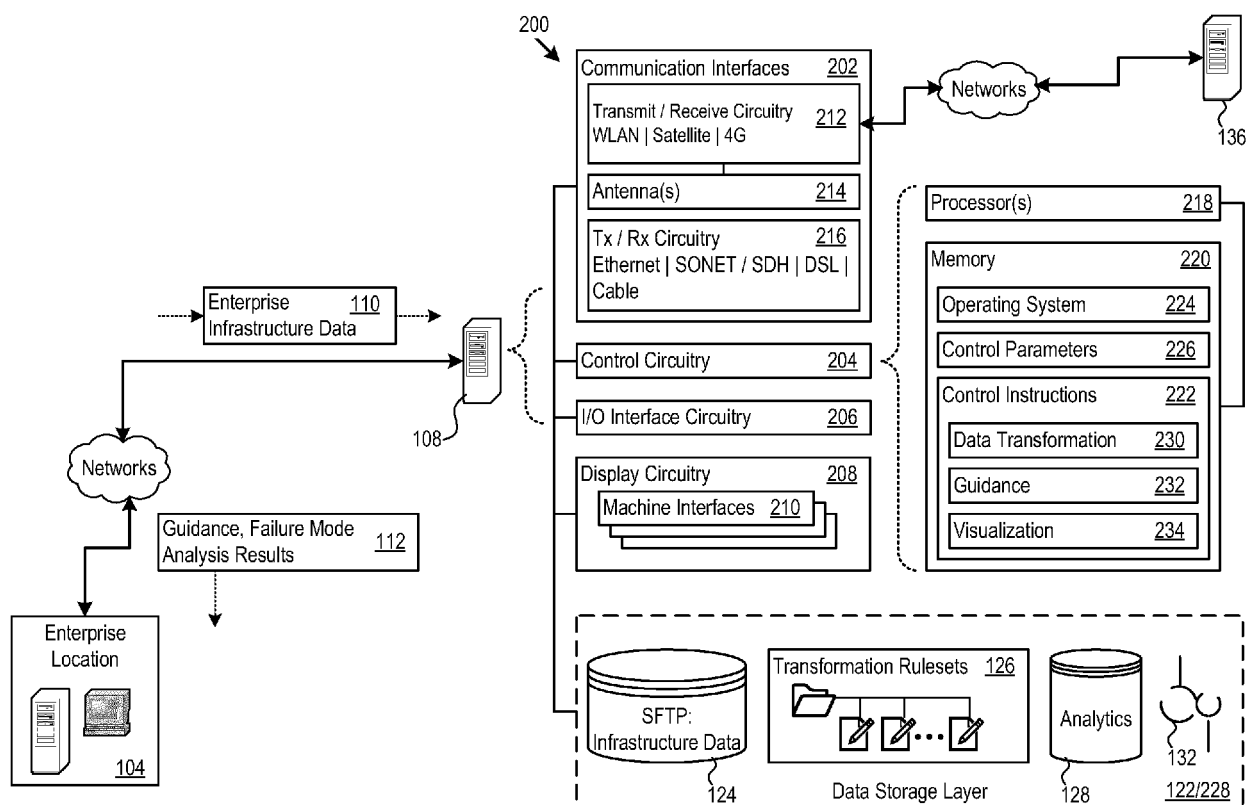 200
Communication Interfaces 202
Transmit / Receive Circuitry 212
WLAN | Satellite | 4G
Antenna(s) 214
Tx / Rx Circuitry 216
Ethernet | SONET / SDH | DSL |
Cable
Networks
136
Processor(s) 218
Memory 220
Operating System 224
Control Parameters 226
Control Instructions 222
Data Transformation 230
Guidance 232
Visualization 234
Enterprise 110
Infrastructure Data
108
Control Circuitry 204
I/O Interface Circuitry 206
Display Circuitry 208
Machine Interfaces 210
Networks
Guidance, Failure Mode 112
Analysis Results
Enterprise
Location
104
SFTP:
Infrastructure Data
124
Transformation Rulesets 126
Data Storage Layer
Analytics
128
132
122/228